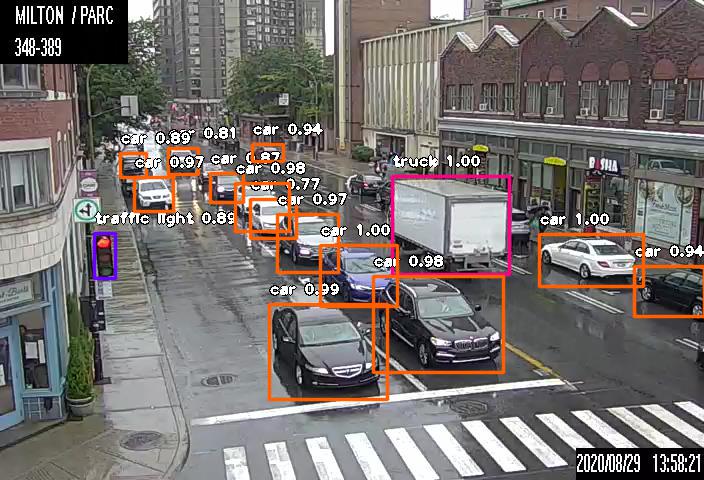 MILTON / PARC
348-389
car 0.94
car 0.89
0.81
car 0.97
car 0.87
truck 1.00
car 0.98
0.77
car 0.97
traffic light 0.89
car 1.00
car 1.00
car 0.94
car 0.98
car 0.99
2020/08/29 13:58:21